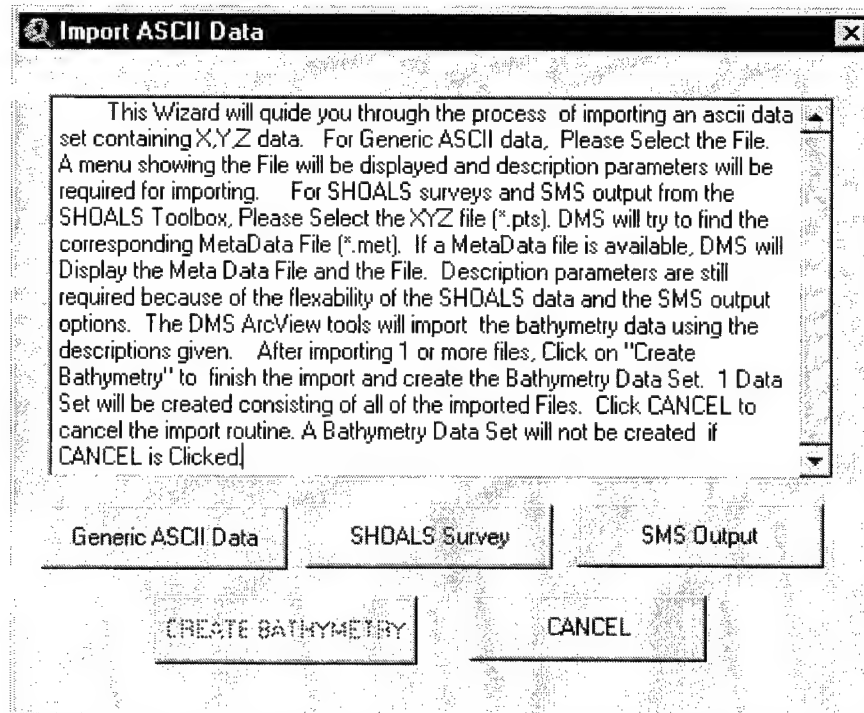 Import ASCII Data
This Wizard will quide you through the process of importing an ascii data
set containing X,Y,Z data. For Generic ASCII data, Please Select the File.
A menu showing the File will be displayed and description parameters will be
required for importing. For SHOALS surveys and SMS output from the
SHOALS Toolbox, Please Select the XYZ file (*.pts). DMS will try to find the
corresponding MetaData File (*.met). If a MetaData file is available, DMS will
Display the Meta Data File and the File. Description parameters are still
required because of the flexability of the SHOALS data and the SMS output
options. The DMS ArcView tools will import the bathymetry data using the
descriptions given. After importing 1 or more files, Click on "Create
Bathymetry" to finish the import and create the Bathymetry Data Set. 1 Data
Set will be created consisting of all of the imported Files. Click CANCEL to
cancel the import routine. A Bathymetry Data Set will not be created if
CANCEL is Clicked.
Generic ASCII Data SHOALS Survey SMS Output
CREATE BATHYMETRY CANCEL